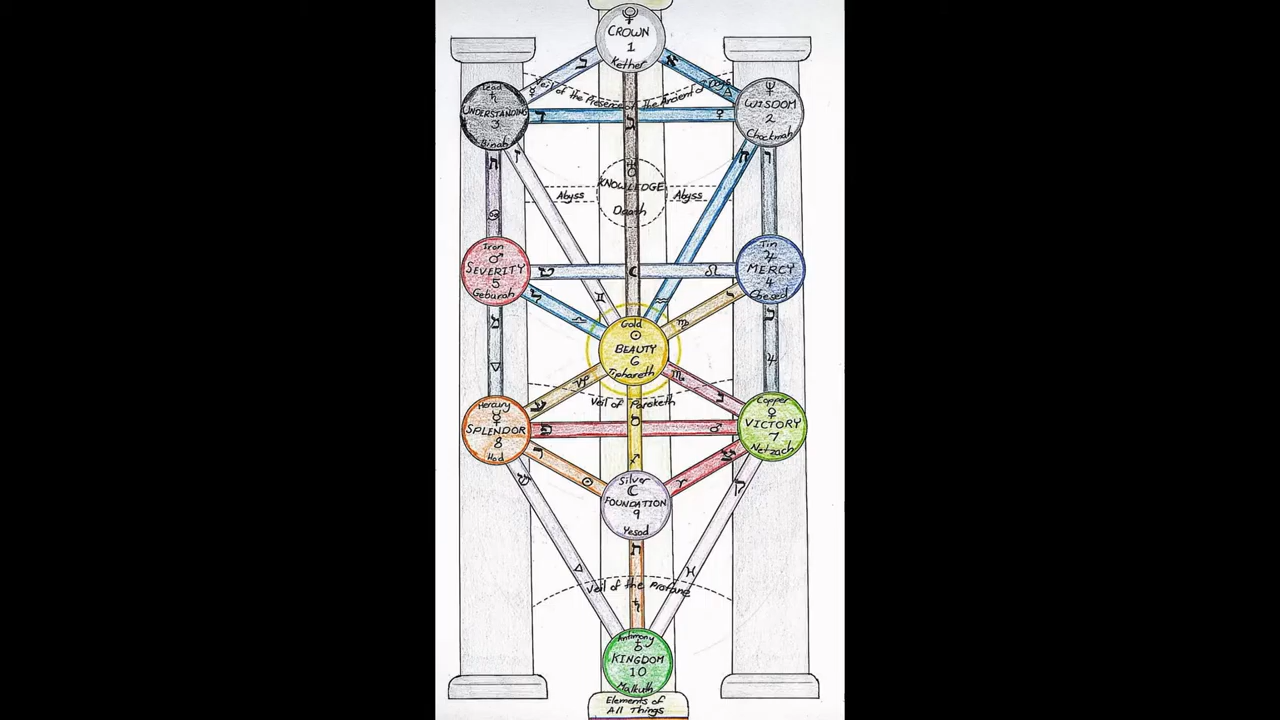 CROWN
1
Kether
Veil of the Presence of the Ancient of Days
Lead
UNDERSTANDING
3
Binah
WISDOM
2
Chockmah
KNOWLEDGE
Daath
Abyss
Abyss
Iron
SEVERITY
5
Geburah
Tin
MERCY
4
Chesed
Gold
BEAUTY
6
Tiphareth
Veil of Paroketh
Mercury
SPLENDOR
8
Hod
Copper
VICTORY
7
Netzach
Silver
FOUNDATION
9
Yesod
Veil of the Profane
Antimony
KINGDOM
10
Malkuth
Elements of
All Things